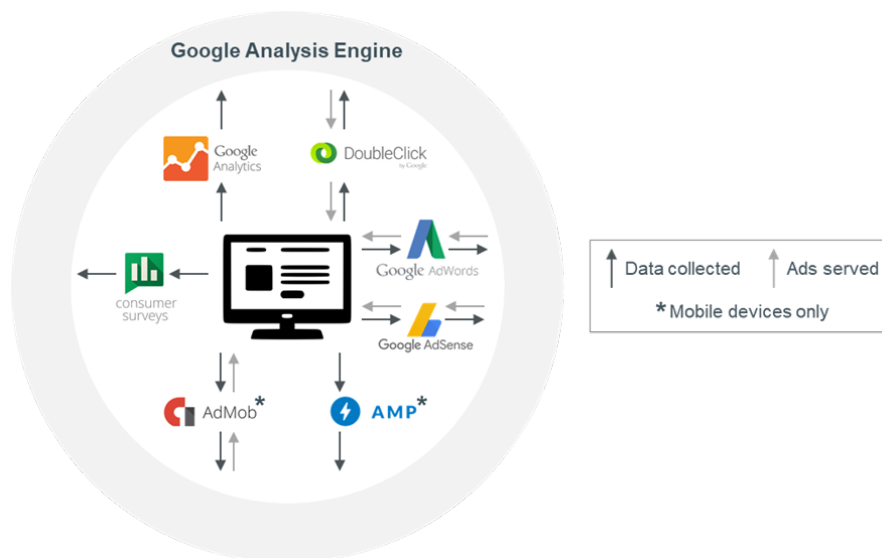 Google Analysis Engine
Google
Analytics
DoubleClick
by Google
Google AdWords
consumer
surveys
Google AdSense
AdMob*
AMP*
Data collected
Ads served
* Mobile devices only